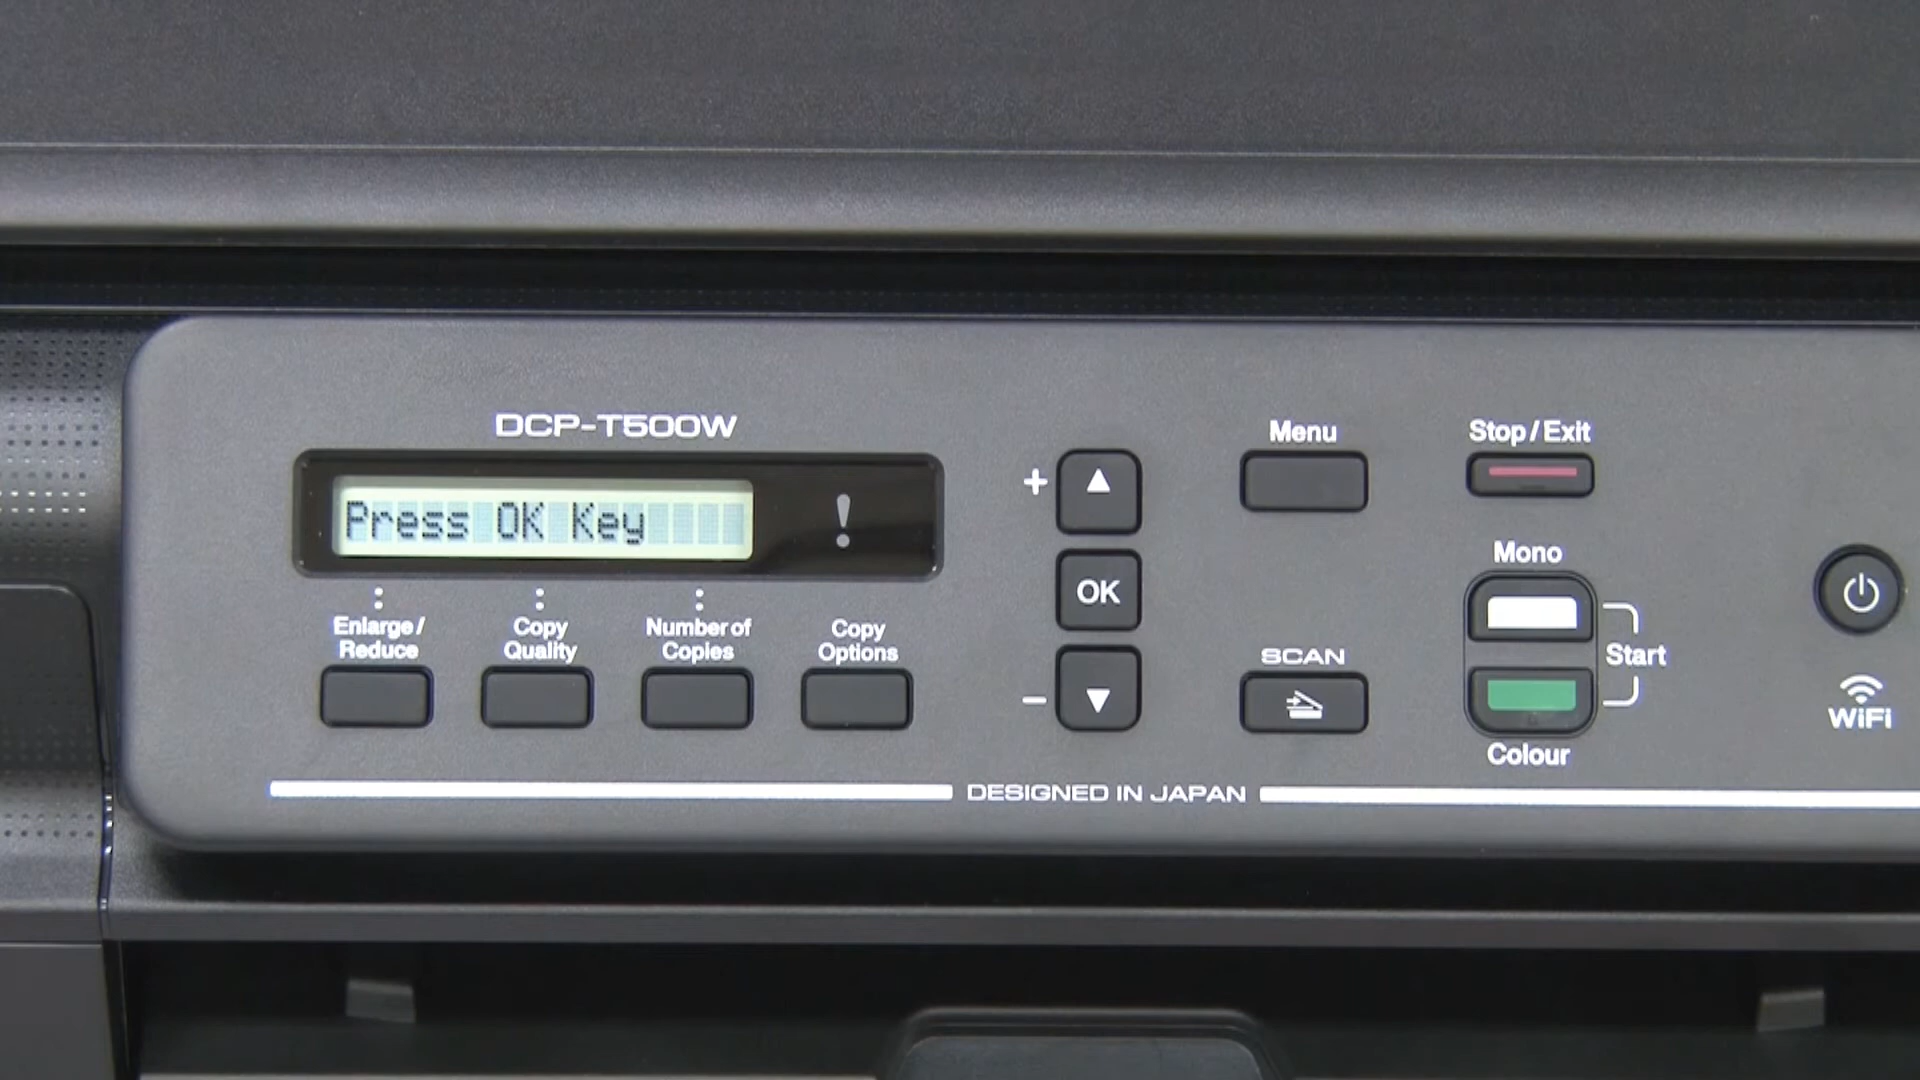 DCP-T500W
Press OK Key
!
Enlarge/
Reduce
Copy
Quality
Number of
Copies
Copy
Options
+
OK
−
Menu
SCAN
Stop/Exit
Mono
Start
Colour
WiFi
DESIGNED IN JAPAN